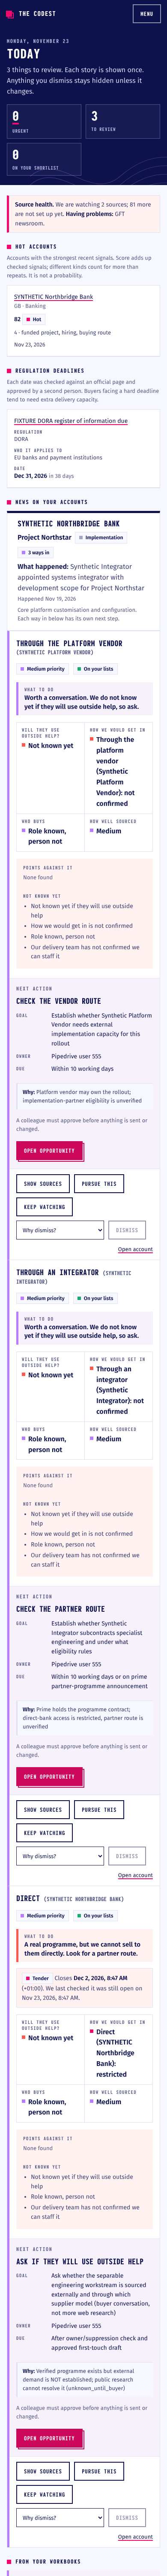 THE CODEST
MENU
MONDAY, NOVEMBER 23
TODAY
3 things to review. Each story is shown once.
Anything you dismiss stays hidden unless it
changes.
0
URGENT
3
TO REVIEW
0
ON YOUR SHORTLIST
Source health. We are watching 2 sources; 81 more
are not set up yet. Having problems: GFT
newsroom.
HOT ACCOUNTS
Accounts with the strongest recent signals. Score adds up
checked signals; different kinds count for more than
repeats. It is not a probability.
SYNTHETIC Northbridge Bank
GB · Banking
82 Hot
4 · funded project, hiring, buying route
Nov 23, 2026
REGULATION DEADLINES
Each date was checked against an official page and
approved by a second person. Buyers facing a hard deadline
tend to need extra delivery capacity.
FIXTURE DORA register of information due
REGULATION
DORA
WHO IT APPLIES TO
EU banks and payment institutions
DATE
Dec 31, 2026 in 38 days
NEWS ON YOUR ACCOUNTS
SYNTHETIC NORTHBRIDGE BANK
Project Northstar Implementation
3 ways in
What happened: Synthetic Integrator
appointed systems integrator with
development scope for Project Northstar
Happened Nov 19, 2026
Core platform customisation and configuration.
Each way in below has its own next step.
THROUGH THE PLATFORM VENDOR
(SYNTHETIC PLATFORM VENDOR)
Medium priority On your lists
WHAT TO DO
Worth a conversation. We do not know
yet if they will use outside help, so ask.
WILL THEY USE
OUTSIDE HELP?
Not known yet
HOW WE WOULD GET IN
Through the
platform
vendor
(Synthetic
Platform
Vendor): not
confirmed
WHO BUYS
Role known,
person not
HOW WELL SOURCED
Medium
POINTS AGAINST IT
None found
NOT KNOWN YET
Not known yet if they will use outside
help
How we would get in is not confirmed
Role known, person not
Our delivery team has not confirmed we
can staff it
NEXT ACTION
CHECK THE VENDOR ROUTE
GOAL
Establish whether Synthetic Platform
Vendor needs external
implementation capacity for this
rollout
OWNER
Pipedrive user 555
DUE
Within 10 working days
Why: Platform vendor may own the rollout;
implementation-partner eligibility is unverified
A colleague must approve before anything is sent or
changed.
OPEN OPPORTUNITY
SHOW SOURCES
PURSUE THIS
KEEP WATCHING
Why dismiss?
DISMISS
Open account
THROUGH AN INTEGRATOR (SYNTHETIC
INTEGRATOR)
Medium priority On your lists
WHAT TO DO
Worth a conversation. We do not know
yet if they will use outside help, so ask.
WILL THEY USE
OUTSIDE HELP?
Not known yet
HOW WE WOULD GET IN
Through an
integrator
(Synthetic
Integrator): not
confirmed
WHO BUYS
Role known,
person not
HOW WELL SOURCED
Medium
POINTS AGAINST IT
None found
NOT KNOWN YET
Not known yet if they will use outside
help
How we would get in is not confirmed
Role known, person not
Our delivery team has not confirmed we
can staff it
NEXT ACTION
CHECK THE PARTNER ROUTE
GOAL
Establish whether Synthetic
Integrator subcontracts specialist
engineering and under what
eligibility rules
OWNER
Pipedrive user 555
DUE
Within 10 working days or on prime
partner-programme announcement
Why: Prime holds the programme contract;
direct bank access is restricted, partner route is
unverified
A colleague must approve before anything is sent or
changed.
OPEN OPPORTUNITY
SHOW SOURCES
PURSUE THIS
KEEP WATCHING
Why dismiss?
DISMISS
Open account
DIRECT (SYNTHETIC NORTHBRIDGE BANK)
Medium priority On your lists
WHAT TO DO
A real programme, but we cannot sell to
them directly. Look for a partner route.
Tender · Closes Dec 2, 2026, 8:47 AM
(+01:00). We last checked it was still open on
Nov 23, 2026, 8:47 AM.
WILL THEY USE
OUTSIDE HELP?
Not known yet
HOW WE WOULD GET IN
Direct
(SYNTHETIC
Northbridge
Bank):
restricted
WHO BUYS
Role known,
person not
HOW WELL SOURCED
Medium
POINTS AGAINST IT
None found
NOT KNOWN YET
Not known yet if they will use outside
help
Role known, person not
Our delivery team has not confirmed we
can staff it
NEXT ACTION
ASK IF THEY WILL USE OUTSIDE HELP
GOAL
Ask whether the separate
engineering workstream is sourced
externally and through which
supplier model (buyer conversation,
not more web research)
OWNER
Pipedrive user 555
DUE
After owner/suppression check and
approved first-touch draft
Why: Verified programme exists but external
demand is NOT established; public research
cannot resolve it (unknown_until_buyer)
A colleague must approve before anything is sent or
changed.
OPEN OPPORTUNITY
SHOW SOURCES
PURSUE THIS
KEEP WATCHING
Why dismiss?
DISMISS
Open account
FROM YOUR WORKBOOKS